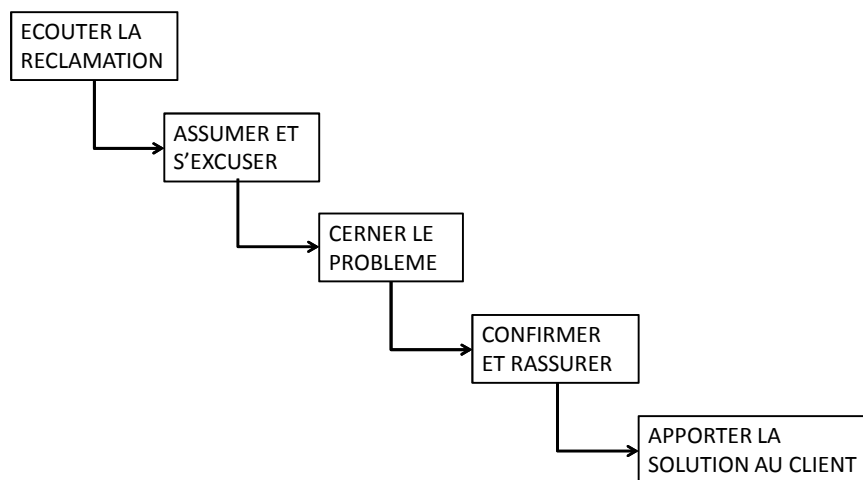 ECOUTER LA
RECLAMATION
ASSUMER ET
S’EXCUSER
CERNER LE
PROBLEME
CONFIRMER
ET RASSURER
APPORTER LA
SOLUTION AU CLIENT